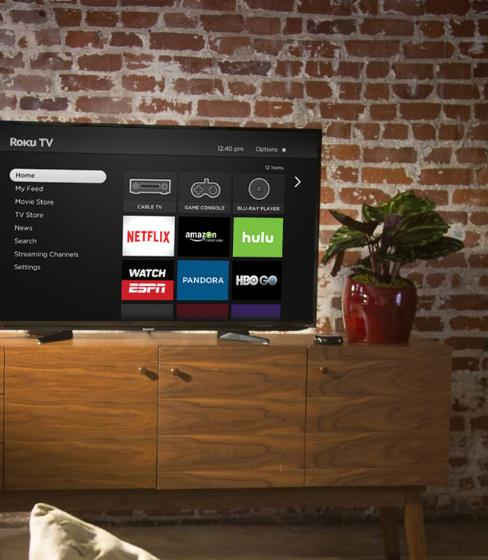 Roku TV
12:40 pm
Options
12 items
Home
My Feed
Movie Store
TV Store
News
Search
Streaming Channels
Settings
CABLE TV
GAME CONSOLE
BLU-RAY PLAYER
NETFLIX
amazon
hulu
WATCH
ESPN
PANDORA
HBO GO